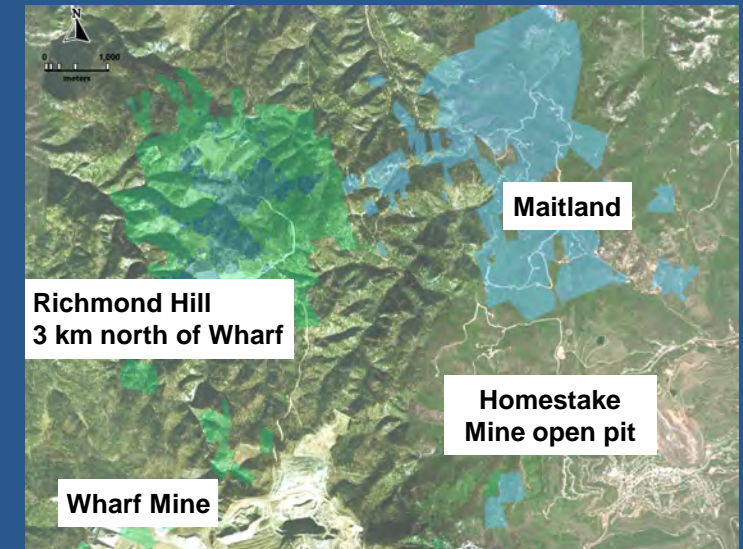 N
0 1,000
meters
Maitland
Richmond Hill
3 km north of Wharf
Homestake
Mine open pit
Wharf Mine